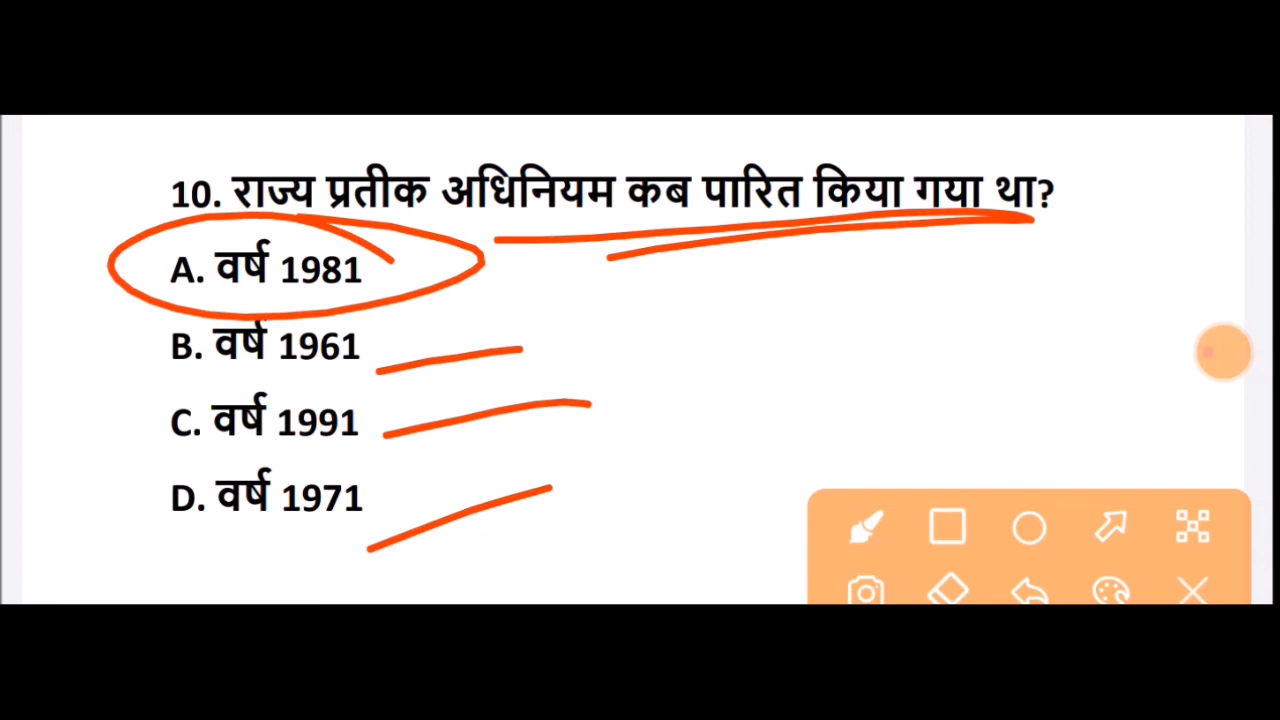 10. राज्य प्रतीक अधिनियम कब पारित किया गया था?
A. वर्ष 1981
B. वर्ष 1961
C. वर्ष 1991
D. वर्ष 1971